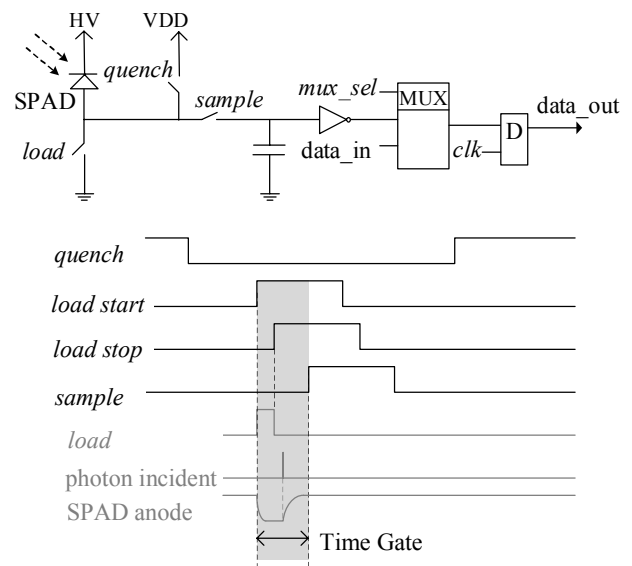 HV
VDD
quench
SPAD
sample
mux_sel
MUX
data_out
load
data_in
clk
D
quench
load start
load stop
sample
load
photon incident
SPAD anode
Time Gate